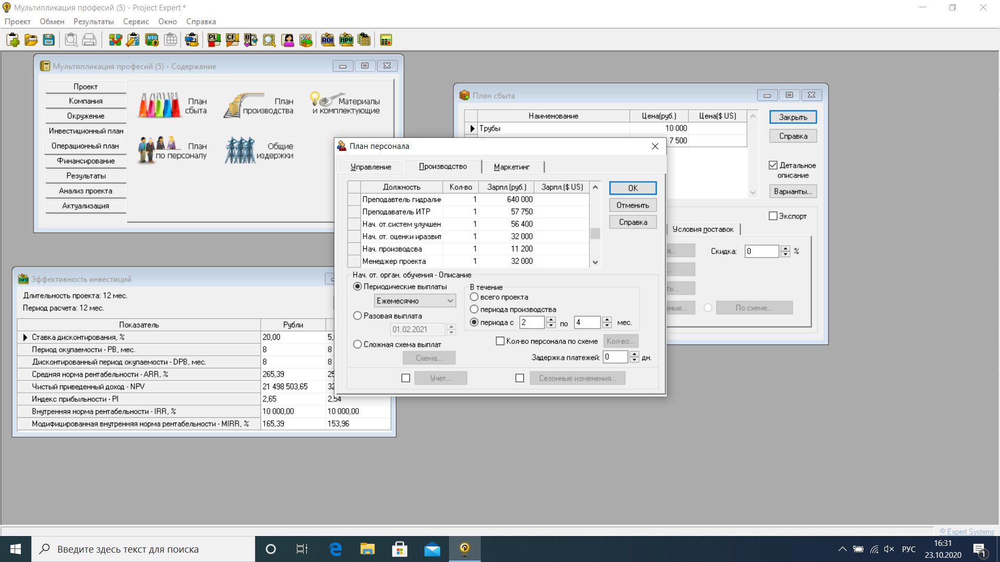 Мультипликация професий (5) - Project Expert *
Проект Обмен Результаты Сервис Окно Справка
Мультипликация професий (5) - Содержание
Проект
Компания
Окружение
Инвестиционный план
Операционный план
Финансирование
Результаты
Анализ проекта
Актуализация
План сбыта
План производства
Материалы и комплектующие
План по персоналу
Общие издержки
План сбыта
Наименование Цена(руб.) Цена($ US)
Трубы 10 000
7 500
Закрыть
Справка
Детальное описание
Варианты...
Экспорт
Условия поставок
Скидка: 0 %
По схеме...
План персонала
Управление Производство Маркетинг
Должность Кол-во Зарпл.(руб.) Зарпл.($ US)
Преподавтель гидралик 1 640 000
Преподаватель ИТР 1 57 750
Нач. от.систем улучшен 1 56 400
Нач. от. оценки иразвит 1 32 000
Нач. производсва 1 11 200
Менеджер проекта 1 32 000
OK
Отменить
Справка
Нач. от. орган. обучения - Описание
Периодические выплаты
Ежемесячно
Разовая выплата
01.02.2021
Сложная схема выплат
Схема...
В течение
всего проекта
периода производства
периода с 2 по 4 мес.
Кол-во персонала по схеме Кол-во...
Задержка платежей: 0 дн.
Учет... Сезонные изменения...
Эффективность инвестиций
Длительность проекта: 12 мес.
Период расчета: 12 мес.
Показатель Рубли
Ставка дисконтирования, % 20,00 5,
Период окупаемости - PB, мес. 8 8
Дисконтированный период окупаемости - DPB, мес. 8 8
Средняя норма рентабельности - ARR, % 265,39 25
Чистый приведенный доход - NPV 21 498 503,65 32
Индекс прибыльности - PI 2,65 2,54
Внутренняя норма рентабельности - IRR, % 10 000,00 10 000,00
Модифицированная внутренняя норма рентабельности - MIRR, % 165,39 153,96
© Expert Systems
Введите здесь текст для поиска
РУС
16:31
23.10.2020
1